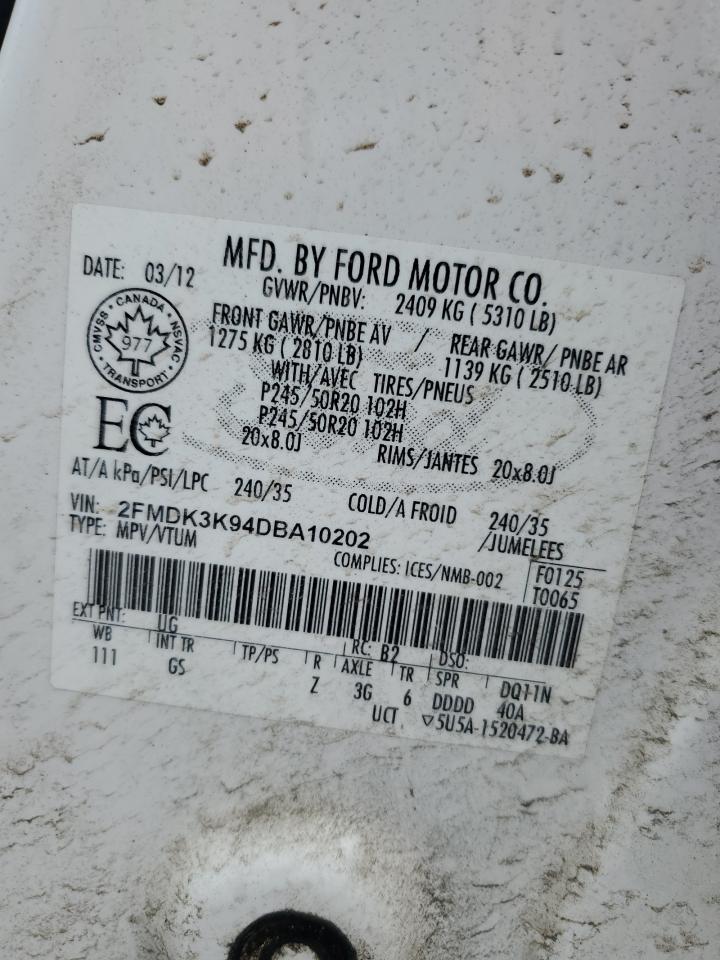 MFD. BY FORD MOTOR CO.
DATE: 03/12
GVWR/PNBV: 2409 KG ( 5310 LB)
FRONT GAWR/PNBE AV / REAR GAWR/ PNBE AR
1275 KG ( 2810 LB) 1139 KG ( 2510 LB)
WITH/AVEC TIRES/PNEUS
P245/50R20 102H
P245/50R20 102H
20x8.0J RIMS/JANTES 20x8.0J
CMVSS • CANADA • NSVAC • TRANSPORT •
977
EC
AT/A kPa/PSI/LPC 240/35 COLD/A FROID 240/35
VIN: 2FMDK3K94DBA10202 /JUMELEES
TYPE: MPV/VTUM
COMPLIES: ICES/NMB-002 F0125
T0065
EXT PNT: UG RC: B2 DSO:
WB INT TR TP/PS R AXLE TR SPR DQ11N
111 GS Z 3G 6 DDDD 40A
UCT ▽5U5A-1520472-BA